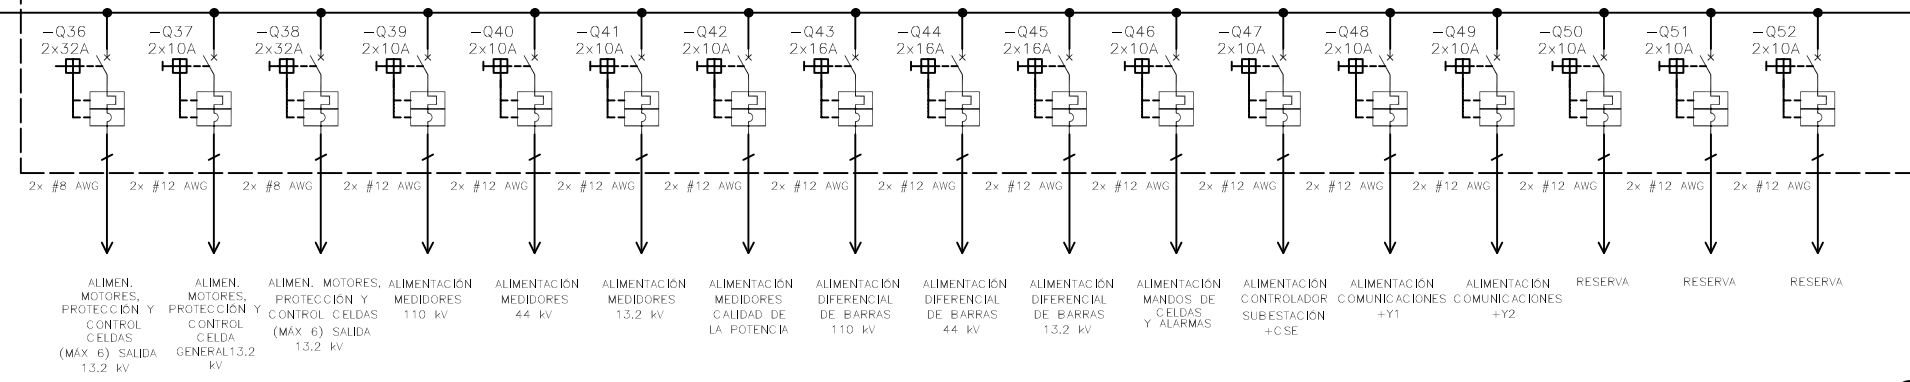 -Q36
2x32A
-Q37
2x10A
-Q38
2x32A
-Q39
2x10A
-Q40
2x10A
-Q41
2x10A
-Q42
2x10A
-Q43
2x16A
-Q44
2x16A
-Q45
2x16A
-Q46
2x10A
-Q47
2x10A
-Q48
2x10A
-Q49
2x10A
-Q50
2x10A
-Q51
2x10A
-Q52
2x10A
2x #8 AWG
2x #12 AWG
2x #8 AWG
2x #12 AWG
2x #12 AWG
2x #12 AWG
2x #12 AWG
2x #12 AWG
2x #12 AWG
2x #12 AWG
2x #12 AWG
2x #12 AWG
2x #12 AWG
2x #12 AWG
2x #12 AWG
2x #12 AWG
2x #12 AWG
ALIMEN.
MOTORES,
PROTECCIÓN Y
CONTROL
CELDAS
(MÁX 6) SALIDA
13.2 kV
ALIMEN.
MOTORES,
PROTECCIÓN Y
CONTROL
CELDA
GENERAL13.2
kV
ALIMEN. MOTORES,
PROTECCIÓN Y
CONTROL CELDAS
(MÁX 6) SALIDA
13.2 kV
ALIMENTACIÓN
MEDIDORES
110 kV
ALIMENTACIÓN
MEDIDORES
44 kV
ALIMENTACIÓN
MEDIDORES
13.2 kV
ALIMENTACIÓN
MEDIDORES
CALIDAD DE
LA POTENCIA
ALIMENTACIÓN
DIFERENCIAL
DE BARRAS
110 kV
ALIMENTACIÓN
DIFERENCIAL
DE BARRAS
44 kV
ALIMENTACIÓN
DIFERENCIAL
DE BARRAS
13.2 kV
ALIMENTACIÓN
MANDOS DE
CELDAS
Y ALARMAS
ALIMENTACIÓN
CONTROLADOR
SUBESTACIÓN
+CSE
ALIMENTACIÓN
COMUNICACIONES
+Y1
ALIMENTACIÓN
COMUNICACIONES
+Y2
RESERVA
RESERVA
RESERVA